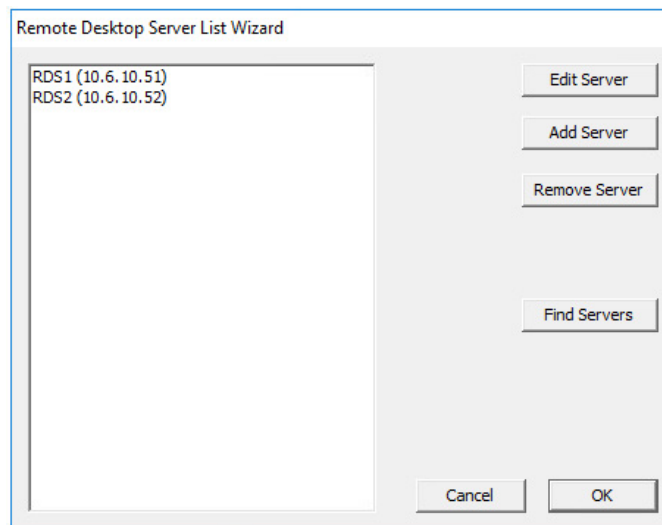 Remote Desktop Server List Wizard
RDS1 (10.6.10.51)
RDS2 (10.6.10.52)
Edit Server
Add Server
Remove Server
Find Servers
Cancel
OK